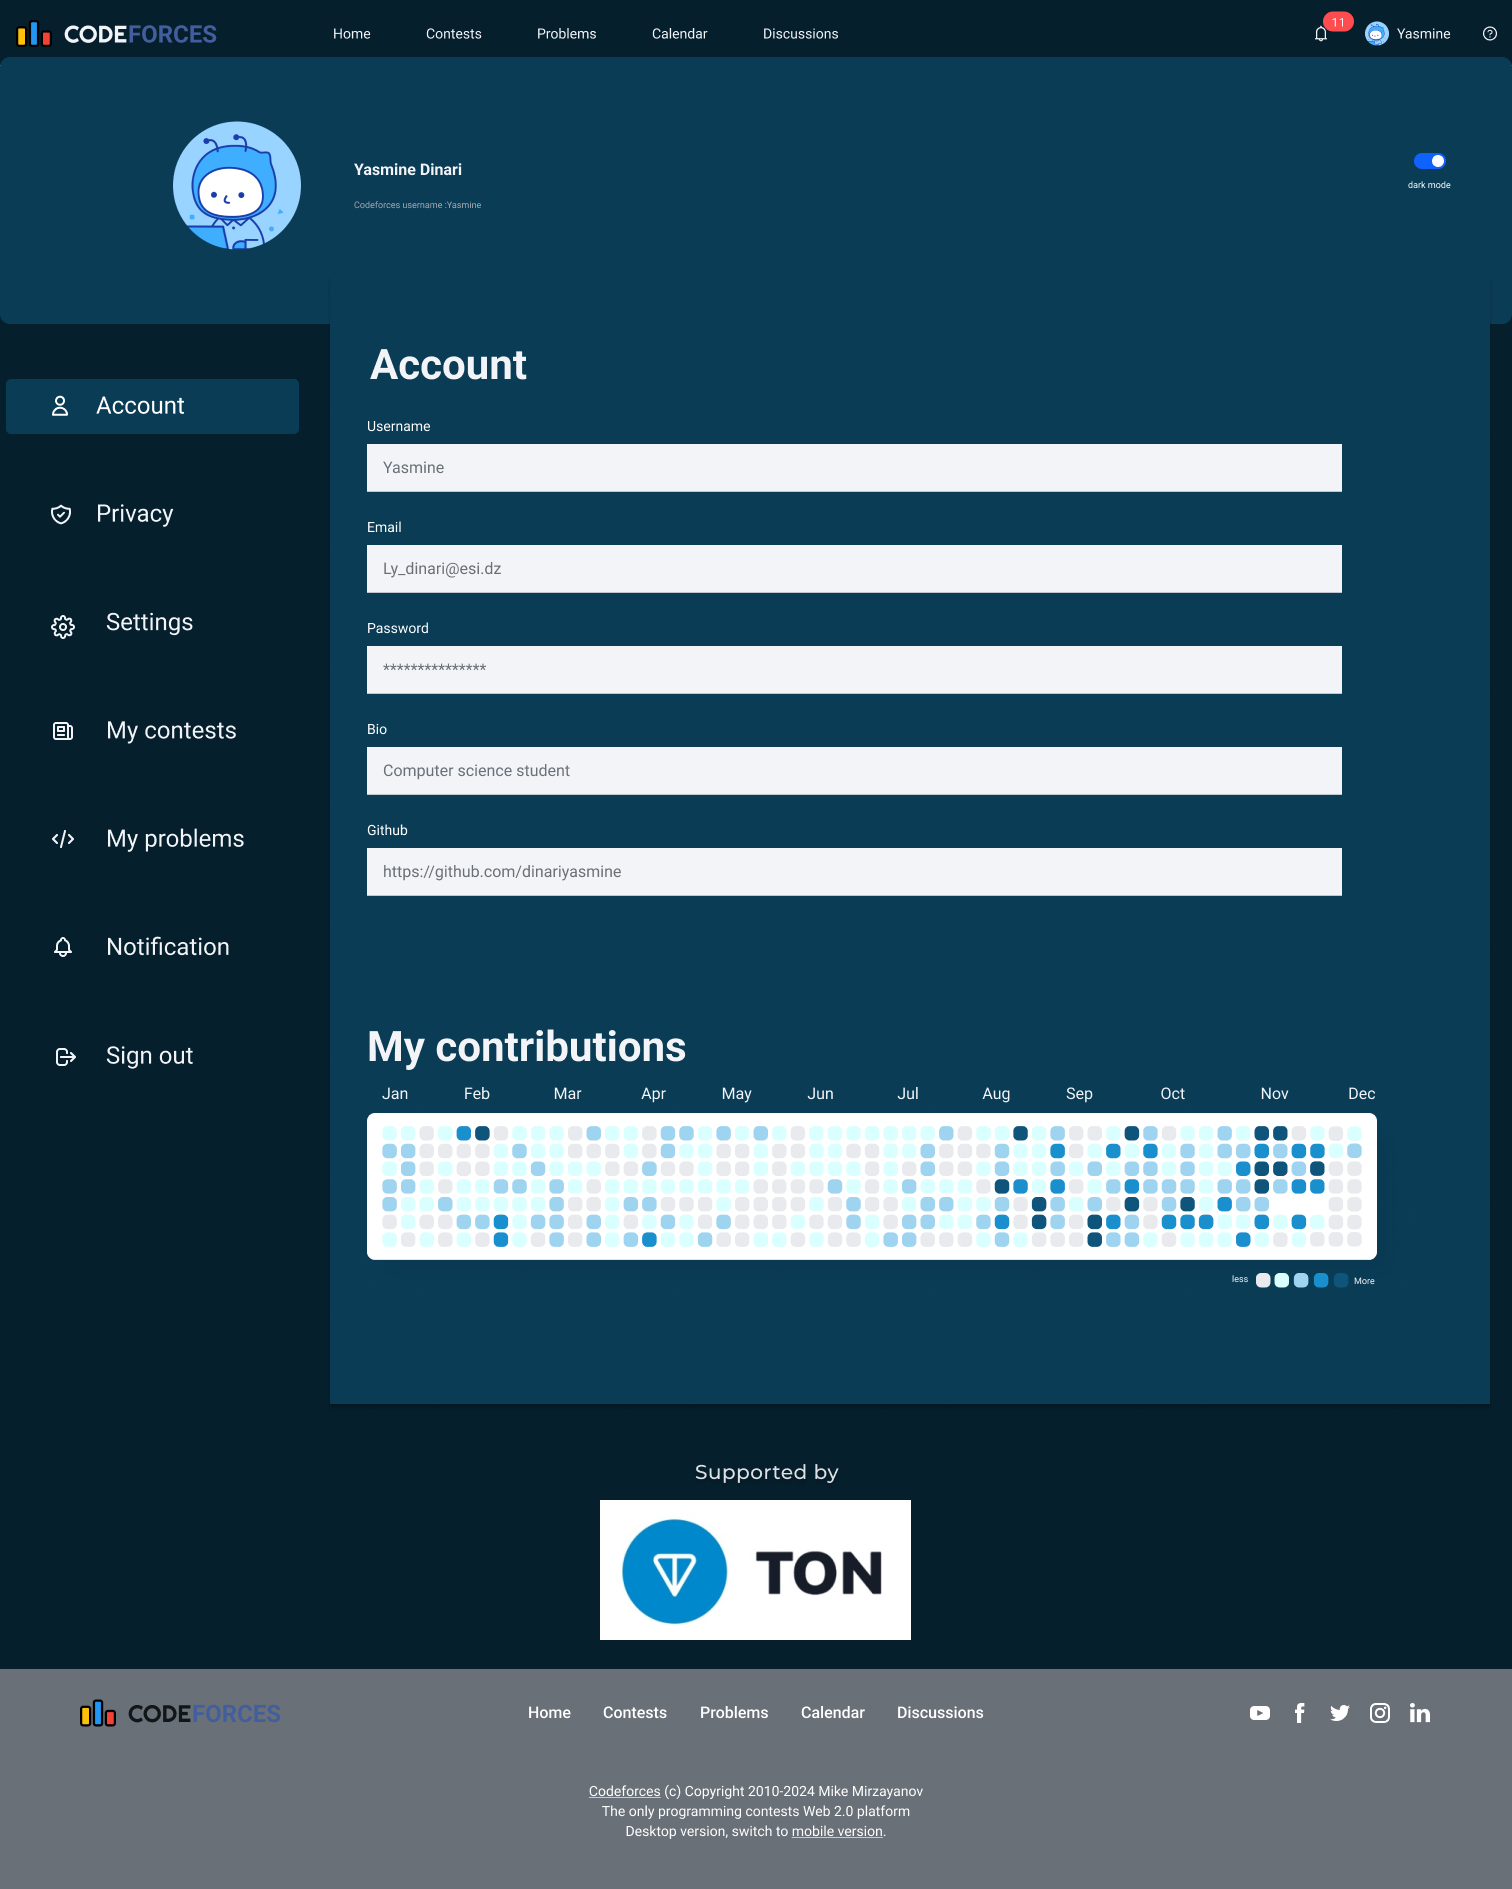 CODEFORCES
Home Contests Problems Calendar Discussions
11
Yasmine
Yasmine Dinari
Codeforces username :Yasmine
dark mode
Account
Privacy
Settings
My contests
My problems
Notification
Sign out
Account
Username
Yasmine
Email
Ly_dinari@esi.dz
Password
***************
Bio
Computer science student
Github
https://github.com/dinariyasmine
My contributions
Jan Feb Mar Apr May Jun Jul Aug Sep Oct Nov Dec
less More
Supported by
TON
CODEFORCES
Home Contests Problems Calendar Discussions
Codeforces (c) Copyright 2010-2024 Mike Mirzayanov
The only programming contests Web 2.0 platform
Desktop version, switch to mobile version.